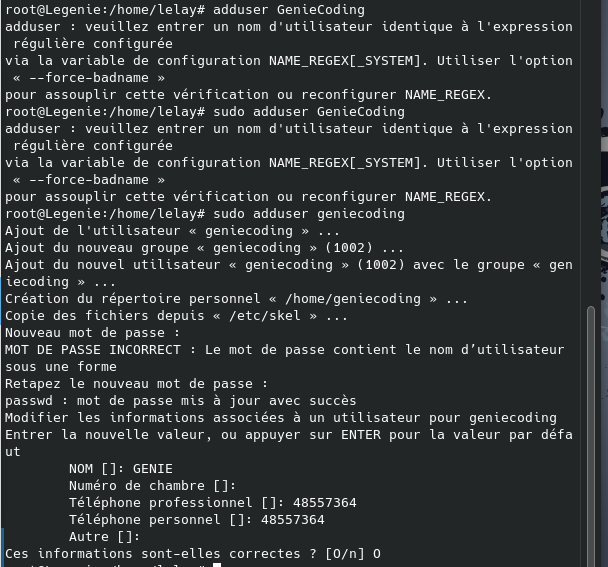 root@Legenie:/home/lelay# adduser GenieCoding
adduser : veuillez entrer un nom d'utilisateur identique à l'expression
 régulière configurée
via la variable de configuration NAME_REGEX[_SYSTEM]. Utiliser l'option
 « --force-badname »
pour assouplir cette vérification ou reconfigurer NAME_REGEX.
root@Legenie:/home/lelay# sudo adduser GenieCoding
adduser : veuillez entrer un nom d'utilisateur identique à l'expression
 régulière configurée
via la variable de configuration NAME_REGEX[_SYSTEM]. Utiliser l'option
 « --force-badname »
pour assouplir cette vérification ou reconfigurer NAME_REGEX.
root@Legenie:/home/lelay# sudo adduser geniecoding
Ajout de l'utilisateur « geniecoding » ...
Ajout du nouveau groupe « geniecoding » (1002) ...
Ajout du nouvel utilisateur « geniecoding » (1002) avec le groupe « gen
iecoding » ...
Création du répertoire personnel « /home/geniecoding » ...
Copie des fichiers depuis « /etc/skel » ...
Nouveau mot de passe :
MOT DE PASSE INCORRECT : Le mot de passe contient le nom d’utilisateur
sous une forme
Retapez le nouveau mot de passe :
passwd : mot de passe mis à jour avec succès
Modifier les informations associées à un utilisateur pour geniecoding
Entrer la nouvelle valeur, ou appuyer sur ENTER pour la valeur par défa
ut
NOM []: GENIE
Numéro de chambre []:
Téléphone professionnel []: 48557364
Téléphone personnel []: 48557364
Autre []:
Ces informations sont-elles correctes ? [O/n] O
root@Legenie:/home/lelay#